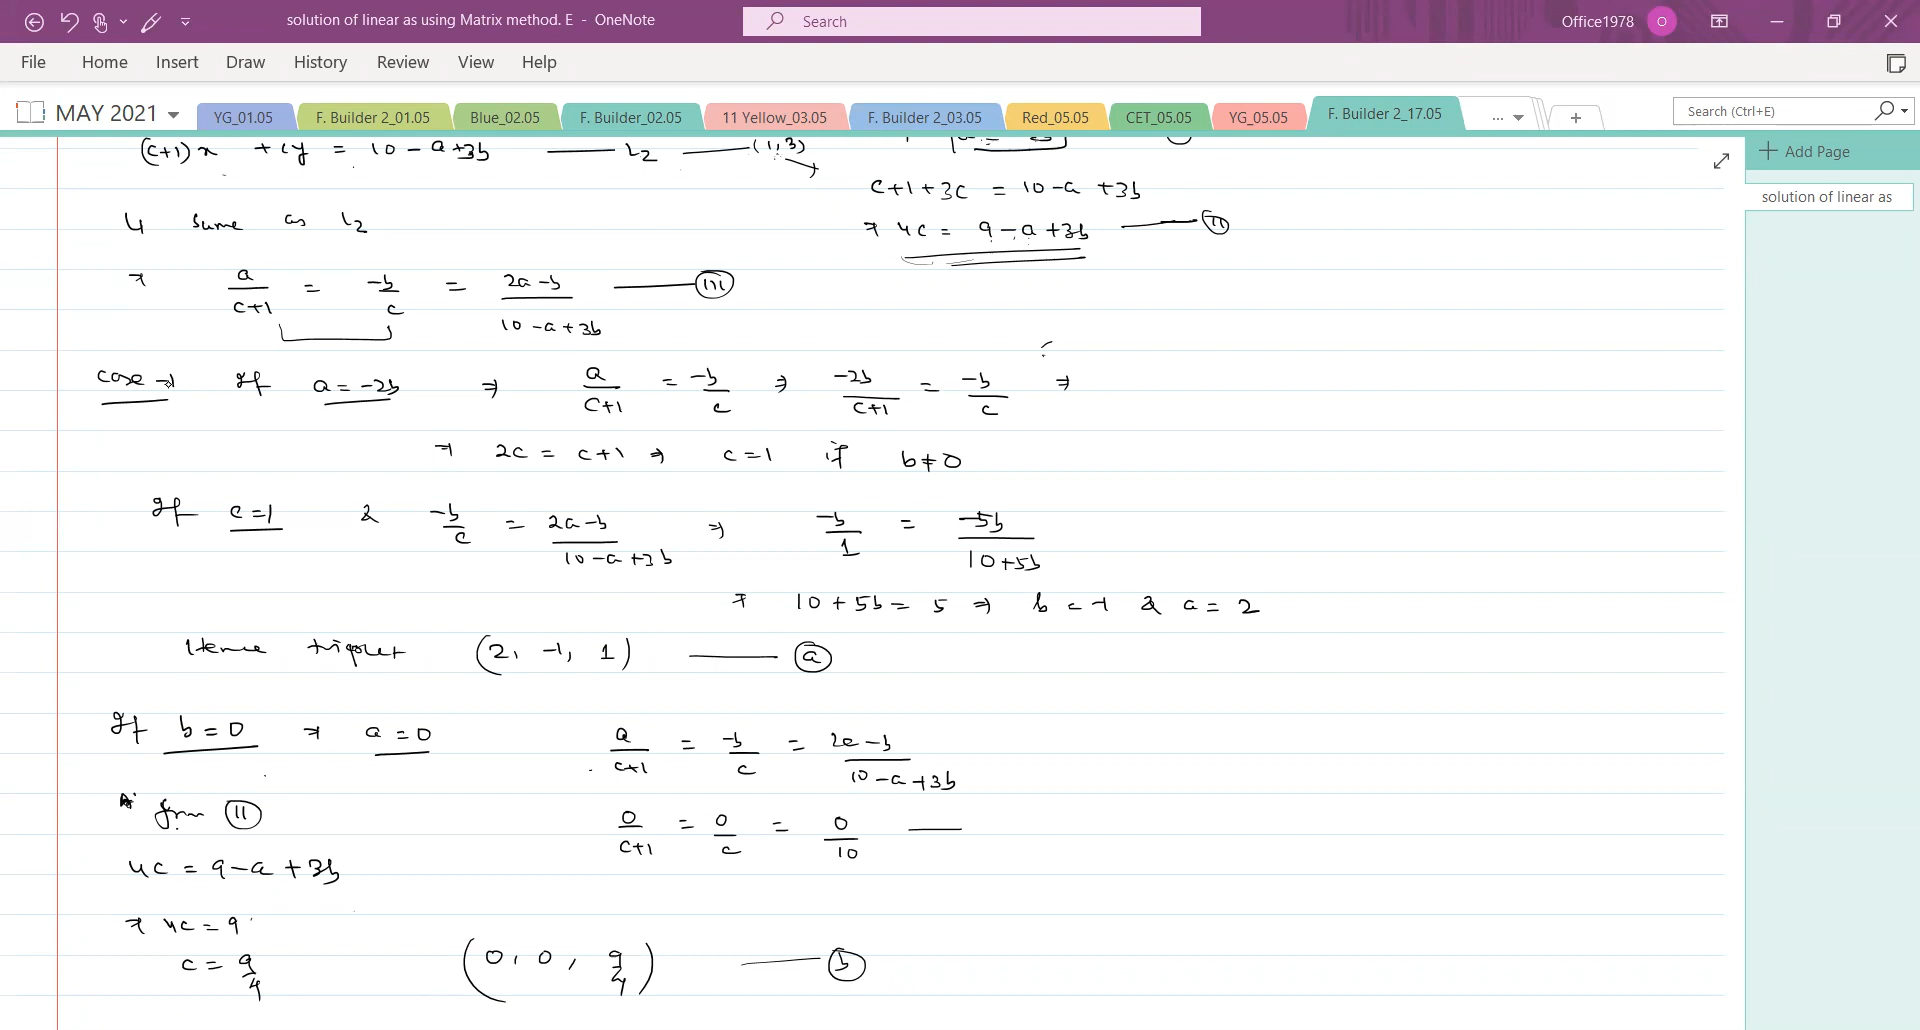 solution of linear as using Matrix method. E - OneNote
Search
Office1978
O
File Home Insert Draw History Review View Help
MAY 2021
YG_01.05
F. Builder 2_01.05
Blue_02.05
F. Builder_02.05
11 Yellow_03.05
F. Builder 2_03.05
Red_05.05
CET_05.05
YG_05.05
F. Builder 2_17.05
...
+
Search (Ctrl+E)
+ Add Page
solution of linear as
(c+1)x + cy = 10 - a + 3b — L2 — (1,3)
c+1+3c = 10-a+3b
⇒ 4c = 9-a+3b — (II)
L1 same as L2
⇒ a/(c+1) = -b/c = (2a-b)/(10-a+3b) — (III)
case -1 If a = -2b ⇒ a/(c+1) = -b/c ⇒ -2b/(c+1) = -b/c ⇒
⇒ 2c = c+1 ⇒ c=1 if b≠0
If c=1 & -b/c = (2a-b)/(10-a+3b) ⇒ -b/1 = -5b/(10+5b)
⇒ 10+5b = 5 ⇒ b = -1 & a = 2
Hence triplet (2, -1, 1) — (a)
If b=0 ⇒ a=0 a/(c+1) = -b/c = (2a-b)/(10-a+3b)
from (II) 0/(c+1) = 0/c = 0/10 —
4c = 9-a+3b
⇒ 4c = 9
c = 9/4 (0, 0, 9/4) — (b)